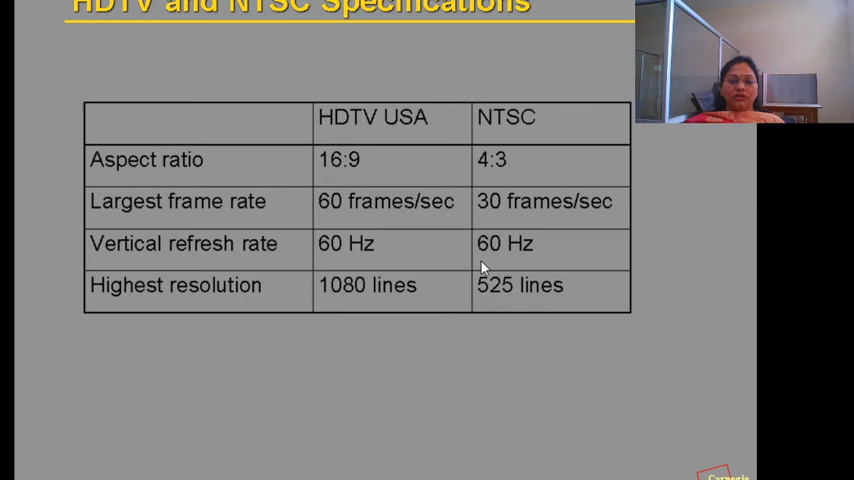 HDTV and NTSC Specifications
HDTV USA NTSC
Aspect ratio 16:9 4:3
Largest frame rate 60 frames/sec 30 frames/sec
Vertical refresh rate 60 Hz 60 Hz
Highest resolution 1080 lines 525 lines
Carnegie